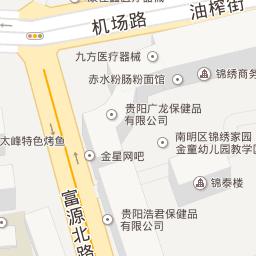 机场路
油榨街
九方医疗器械
赤水粉肠粉面馆
锦绣商务
贵阳广龙保健品
有限公司
太峰特色烤鱼
金星网吧
南明区锦绣家园
金童幼儿园教学
锦泰楼
富源北路
贵阳浩君保健品
有限公司